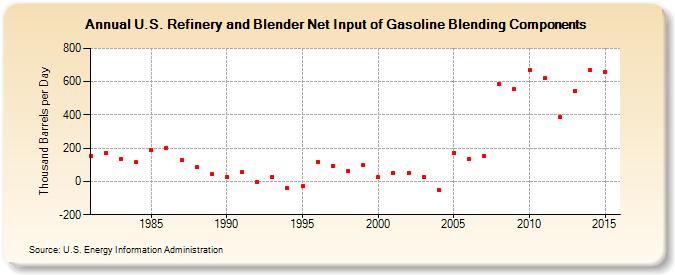 Annual U.S. Refinery and Blender Net Input of Gasoline Blending Components
Thousand Barrels per Day
800
600
400
200
0
-200
1985 1990 1995 2000 2005 2010 2015
Source: U.S. Energy Information Administration